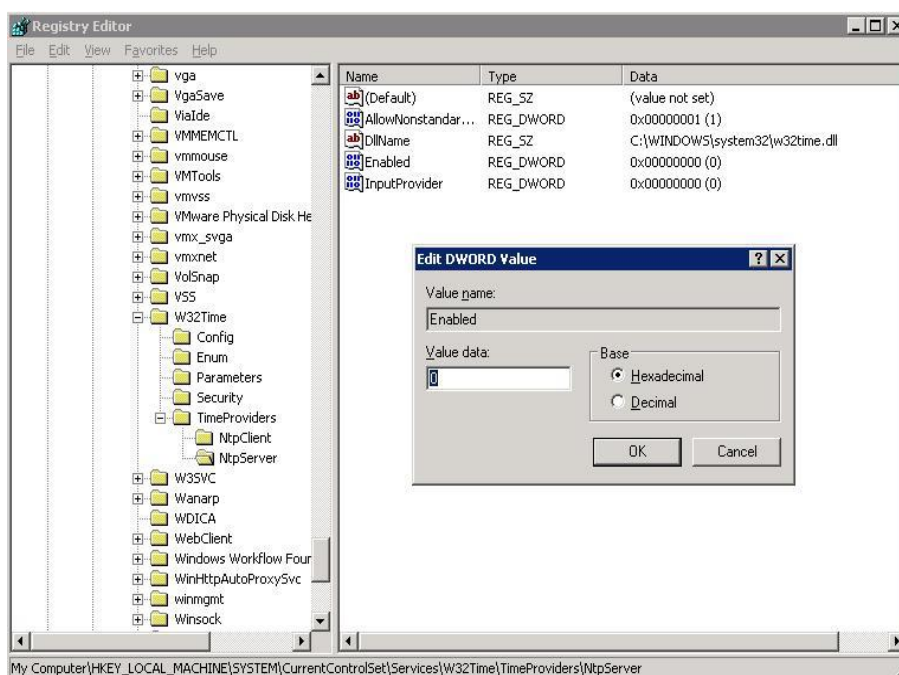 Registry Editor
File Edit View Favorites Help
vga
VgaSave
ViaIde
VMMEMCTL
vmmouse
VMTools
vmvss
VMware Physical Disk He
vmx_svga
vmxnet
VolSnap
VSS
W32Time
Config
Enum
Parameters
Security
TimeProviders
NtpClient
NtpServer
W3SVC
Wanarp
WDICA
WebClient
Windows Workflow Four
WinHttpAutoProxySvc
winmgmt
Winsock
Name Type Data
(Default) REG_SZ (value not set)
AllowNonstandar... REG_DWORD 0x00000001 (1)
DllName REG_SZ C:\WINDOWS\system32\w32time.dll
Enabled REG_DWORD 0x00000000 (0)
InputProvider REG_DWORD 0x00000000 (0)
Edit DWORD Value
Value name:
Enabled
Value data:
0
Base
Hexadecimal
Decimal
OK Cancel
My Computer\HKEY_LOCAL_MACHINE\SYSTEM\CurrentControlSet\Services\W32Time\TimeProviders\NtpServer